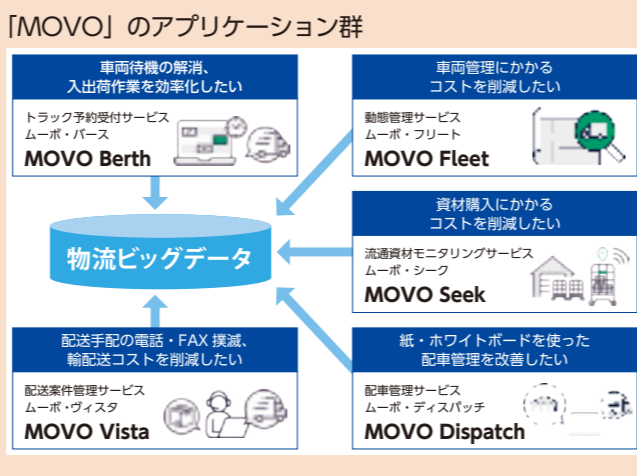 「MOVO」のアプリケーション群
車両待機の解消、
入出荷作業を効率化したい
トラック予約受付サービス
ムーボ・バース
MOVO Berth
車両管理にかかる
コストを削減したい
動態管理サービス
ムーボ・フリート
MOVO Fleet
物流ビッグデータ
資材購入にかかる
コストを削減したい
流通資材モニタリングサービス
ムーボ・シーク
MOVO Seek
配送手配の電話・FAX 撲滅、
輸配送コストを削減したい
配送案件管理サービス
ムーボ・ヴィスタ
MOVO Vista
紙・ホワイトボードを使った
配車管理を改善したい
配車管理サービス
ムーボ・ディスパッチ
MOVO Dispatch